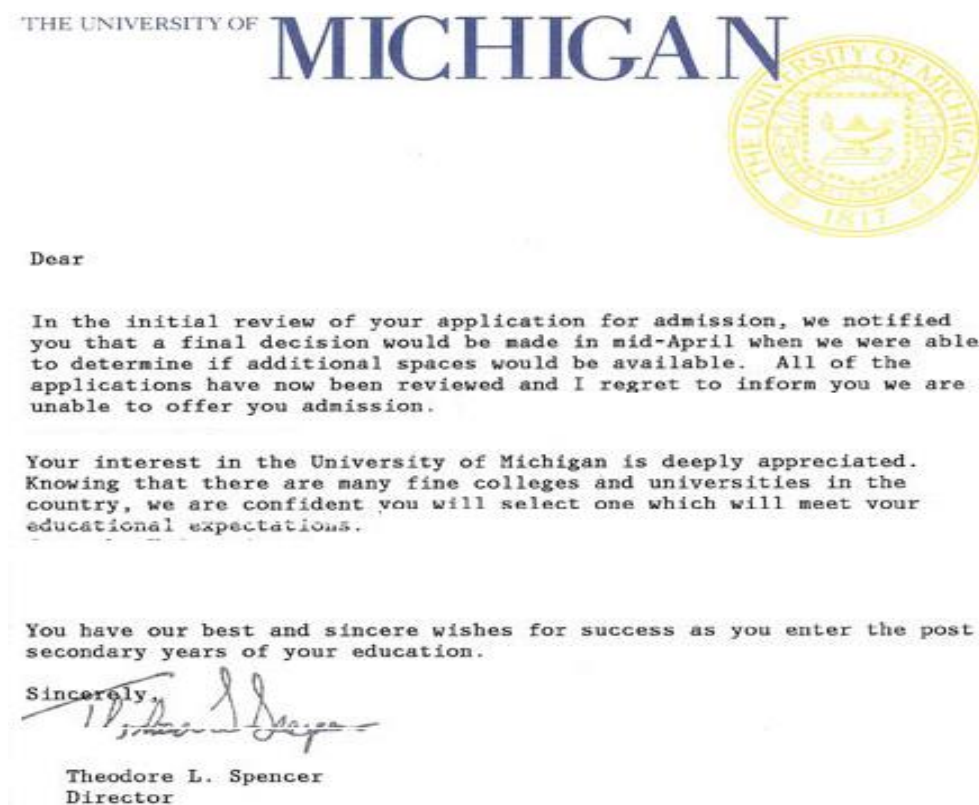 THE UNIVERSITY OF MICHIGAN
THE UNIVERSITY OF MICHIGAN
1817
Dear
In the initial review of your application for admission, we notified
you that a final decision would be made in mid-April when we were able
to determine if additional spaces would be available. All of the
applications have now been reviewed and I regret to inform you we are
unable to offer you admission.
Your interest in the University of Michigan is deeply appreciated.
Knowing that there are many fine colleges and universities in the
country, we are confident you will select one which will meet your
educational expectations.
You have our best and sincere wishes for success as you enter the post
secondary years of your education.
Sincerely,
Theodore L. Spencer
Director